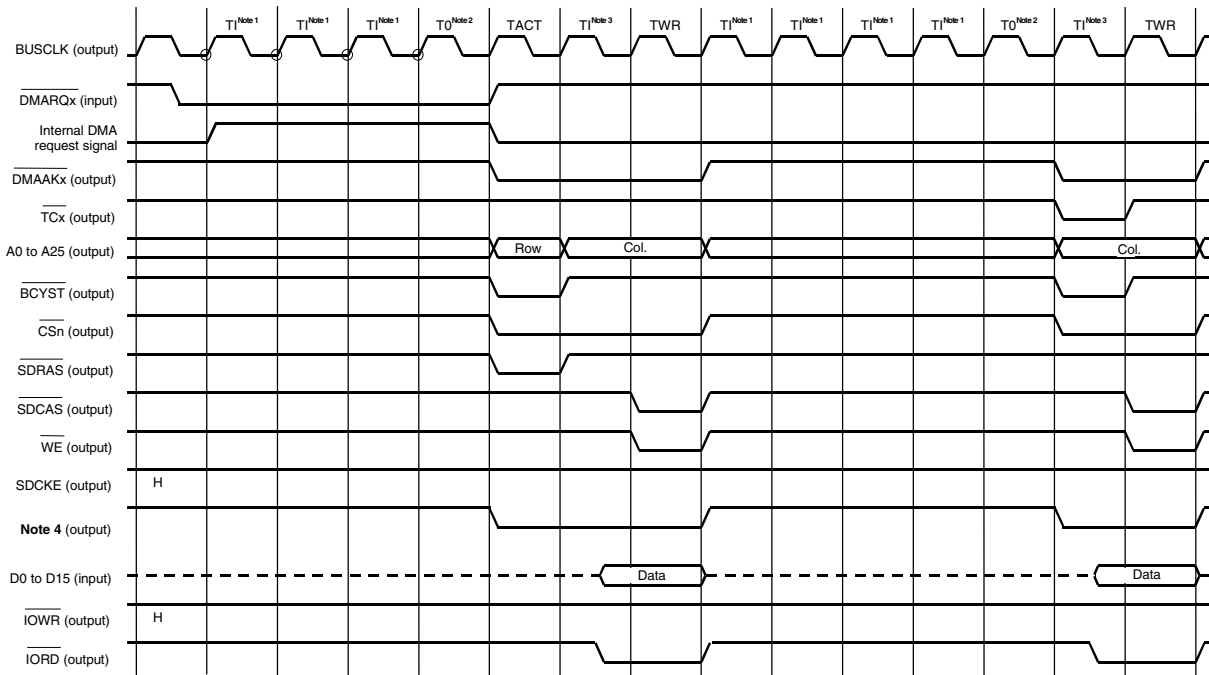 TI Note 1 TI Note 1 TI Note 1 T0 Note 2 TACT TI Note 3 TWR TI Note 1 TI Note 1 TI Note 1 TI Note 1 T0 Note 2 TI Note 3 TWR
BUSCLK (output)
DMARQx (input)
Internal DMA
request signal
DMAAKx (output)
TCx (output)
A0 to A25 (output) Row Col. Col.
BCYST (output)
CSn (output)
SDRAS (output)
SDCAS (output)
WE (output)
SDCKE (output) H
Note 4 (output)
D0 to D15 (input) Data Data
IOWR (output) H
IORD (output)